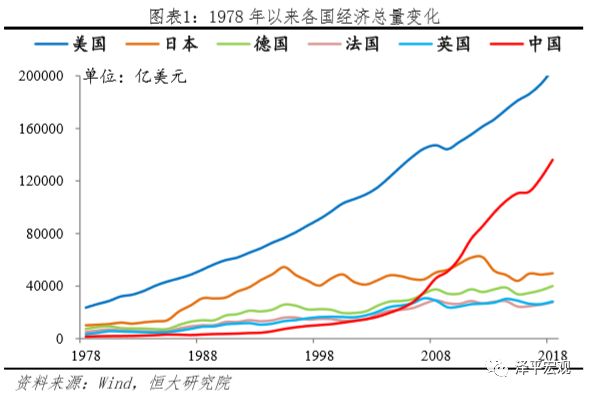 图表1：1978 年以来各国经济总量变化
美国 日本 德国 法国 英国 中国
200000 单位：亿美元
160000
120000
80000
40000
0
1978 1988 1998 2008 2018
泽平宏观
资料来源：Wind，恒大研究院